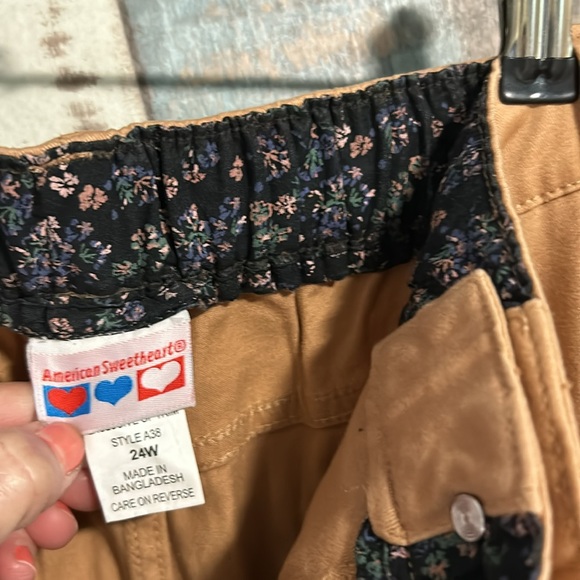 American Sweetheart®
STYLE A38
24W
MADE IN
BANGLADESH
CARE ON REVERSE